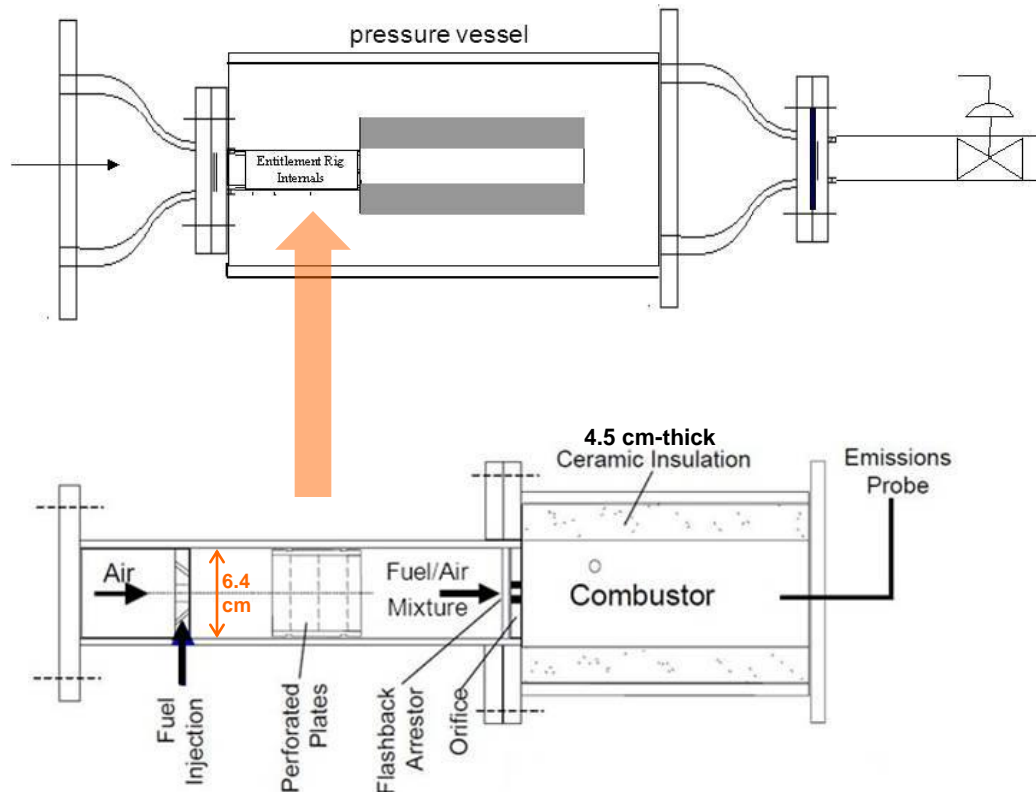 pressure vessel
Entitlement Rig
Internals
4.5 cm-thick
Ceramic Insulation
Emissions
Probe
Air
6.4
cm
Fuel/Air
Mixture
Combustor
Fuel
Injection
Perforated
Plates
Flashback
Arrestor
Orifice